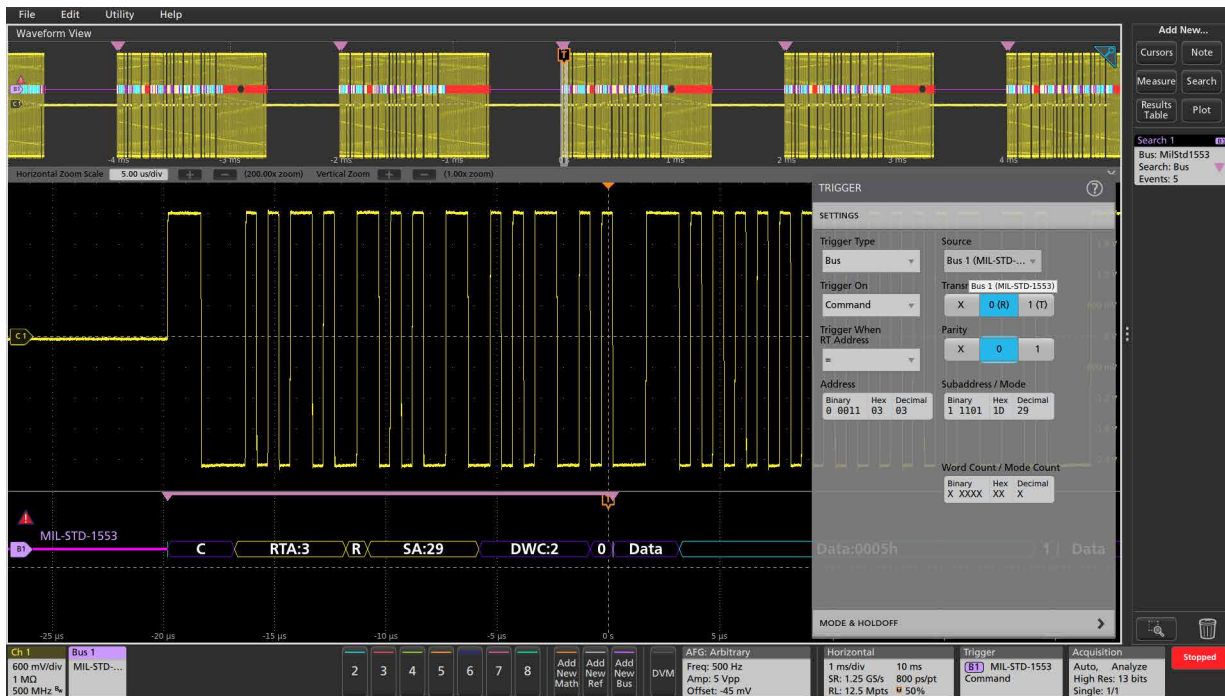 File Edit Utility Help
Waveform View
Add New...
Cursors Note
Measure Search
Results Table Plot
Search 1 B1
Bus: MilStd1553
Search: Bus
Events: 5
T
B1
C1
-4 ms -3 ms -2 ms 1 ms 2 ms 3 ms 4 ms
Horizontal Zoom Scale 5.00 us/div + - (200.00x zoom) Vertical Zoom + - (1.00x zoom)
TRIGGER ?
SETTINGS
Trigger Type Source
Bus Bus 1 (MIL-STD-...
Trigger On Bus 1 (MIL-STD-1553)
Command X 0 (R) 1 (T)
Trigger When Parity
RT Address X 0 1
=
Address Subaddress / Mode
Binary Hex Decimal Binary Hex Decimal
0 0011 03 03 1 1101 1D 29
Word Count / Mode Count
Binary Hex Decimal
X XXXX XX X
MODE & HOLDOFF
C1
T
MIL-STD-1553
B1 C RTA:3 R SA:29 DWC:2 0 Data Data:0005h 1 Data
-25 µs -20 µs -15 µs -10 µs -5 µs 0 s 5 µs
Ch 1
600 mV/div
1 MΩ
500 MHz Bw
Bus 1
MIL-STD-...
2 3 4 5 6 7 8
Add New Math
Add New Ref
Add New Bus
DVM
AFG: Arbitrary
Freq: 500 Hz
Amp: 5 Vpp
Offset: -45 mV
Horizontal
1 ms/div 10 ms
SR: 1.25 GS/s 800 ps/pt
RL: 12.5 Mpts 50%
Trigger
B1 MIL-STD-1553
Command
Acquisition
Auto, Analyze
High Res: 13 bits
Single: 1/1
Stopped